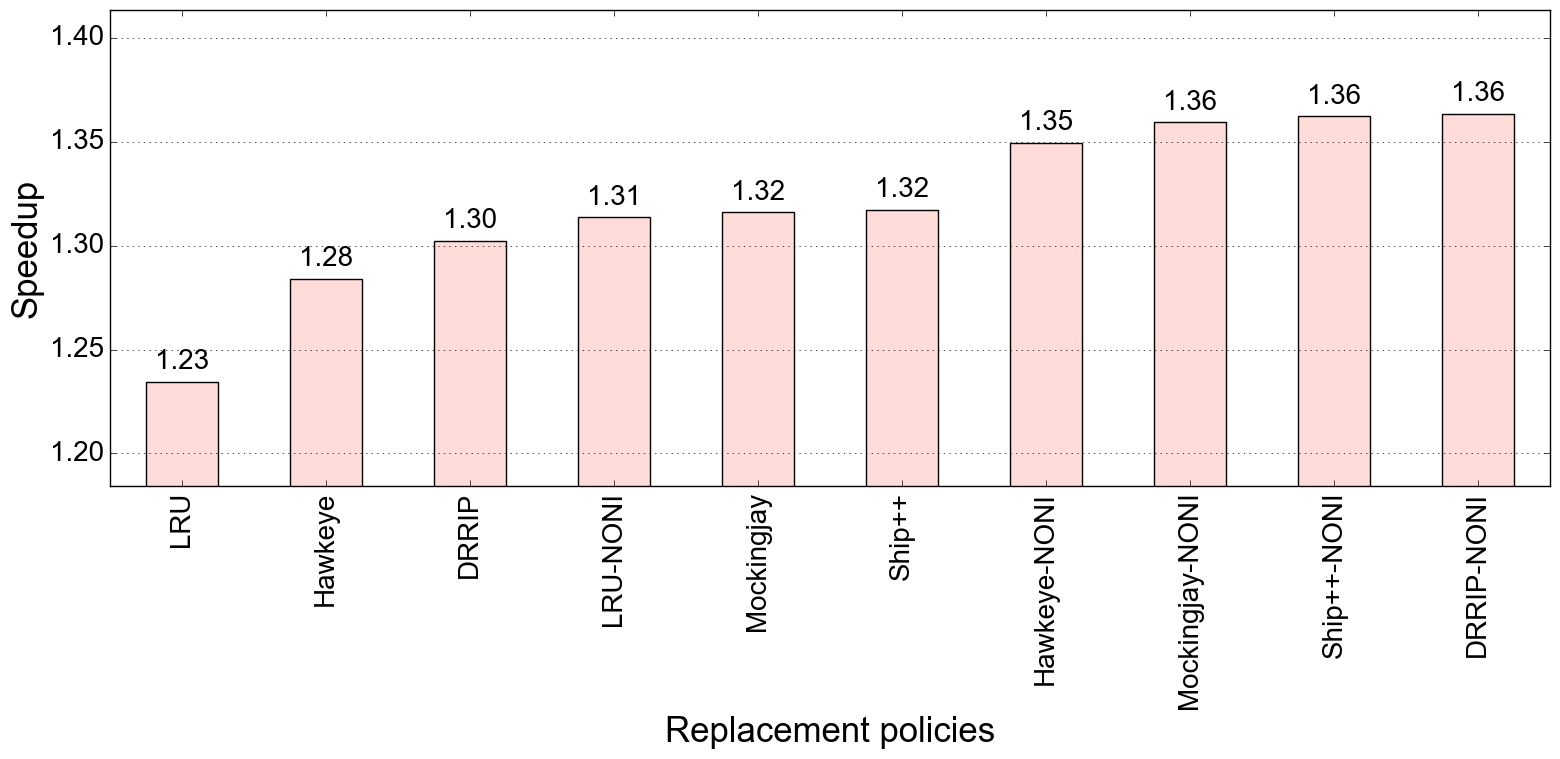 1.40
1.35
1.30
1.25
1.20
Speedup
1.23
1.28
1.30
1.31
1.32
1.32
1.35
1.36
1.36
1.36
LRU
Hawkeye
DRRIP
LRU-NONI
Mockingjay
Ship++
Hawkeye-NONI
Mockingjay-NONI
Ship++-NONI
DRRIP-NONI
Replacement policies